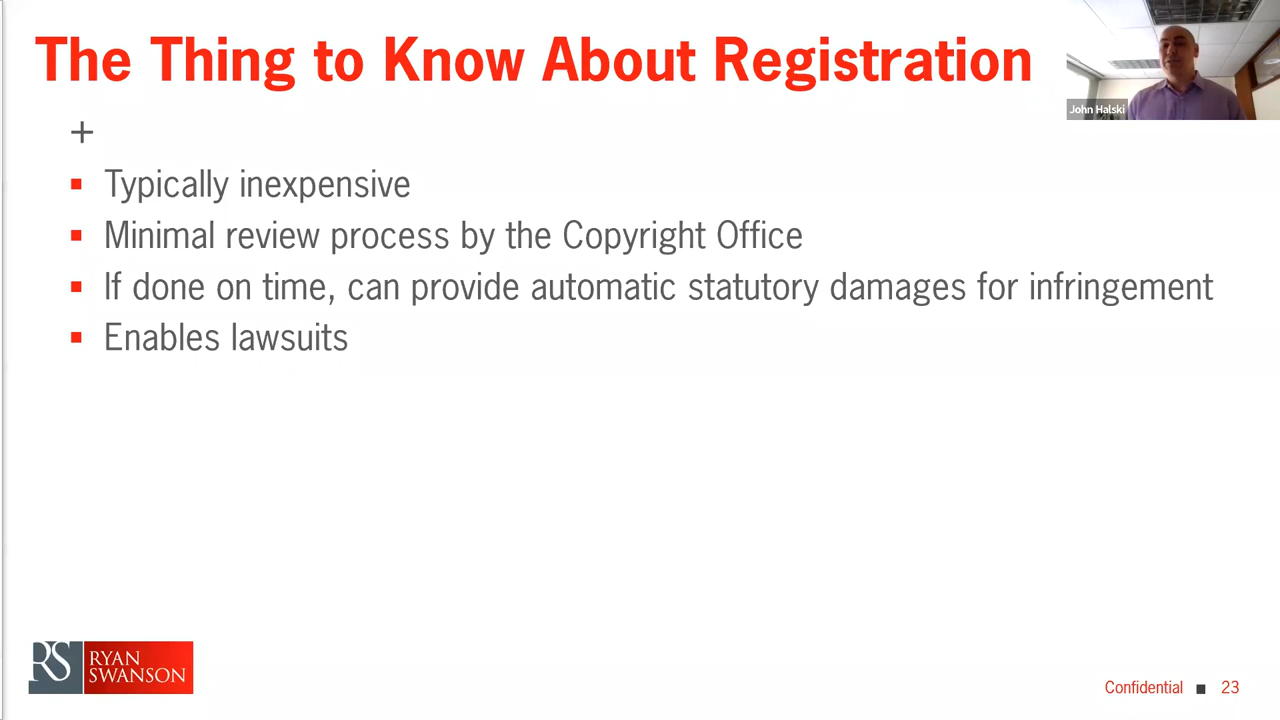 The Thing to Know About Registration
John Halski
+
Typically inexpensive
Minimal review process by the Copyright Office
If done on time, can provide automatic statutory damages for infringement
Enables lawsuits
RS RYAN
SWANSON
Confidential ■ 23